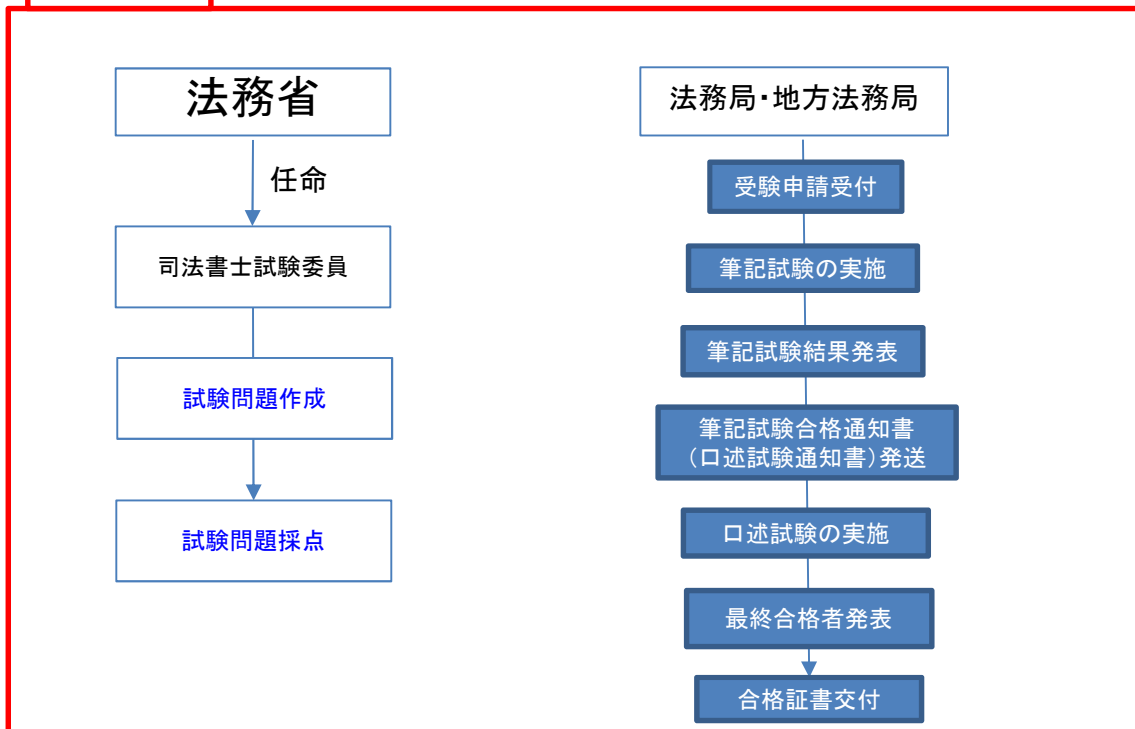 法務省
任命
司法書士試験委員
試験問題作成
試験問題採点
法務局・地方法務局
受験申請受付
筆記試験の実施
筆記試験結果発表
筆記試験合格通知書
(口述試験通知書)発送
口述試験の実施
最終合格者発表
合格証書交付